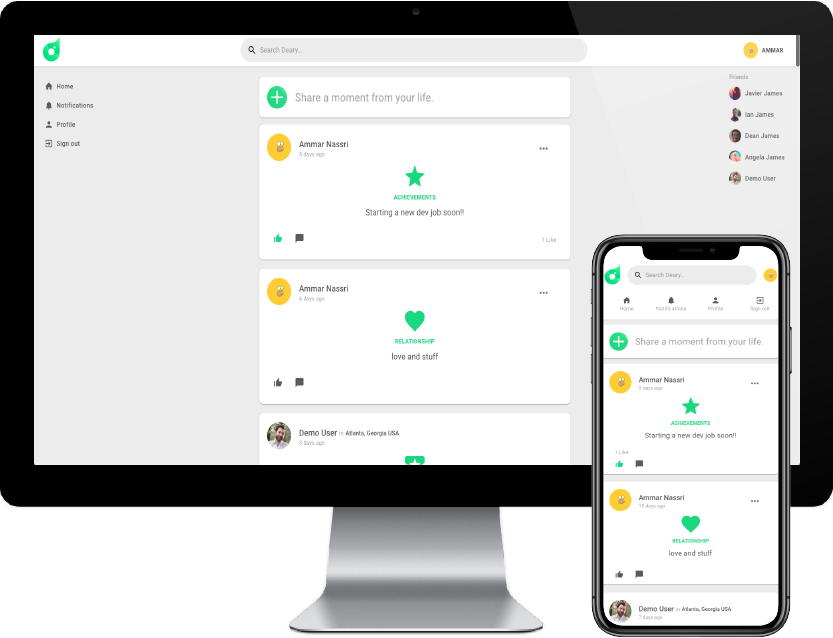 Search Deary...
AMMAR
Home
Notifications
Profile
Sign out
Share a moment from your life.
Ammar Nassri
5 days ago
ACHIEVEMENTS
Starting a new dev job soon!!
1 Like
Ammar Nassri
6 days ago
RELATIONSHIP
love and stuff
Demo User in Atlanta, Georgia USA
3 days ago
Friends
Javier James
Ian James
Dean James
Angela James
Demo User
Search Deary...
Home
Notifications
Profile
Sign out
Share a moment from your life.
Ammar Nassri
9 days ago
ACHIEVEMENTS
Starting a new dev job soon!!
1 Like
Ammar Nassri
10 days ago
RELATIONSHIP
love and stuff
Demo User in Atlanta, Georgia USA
7 days ago